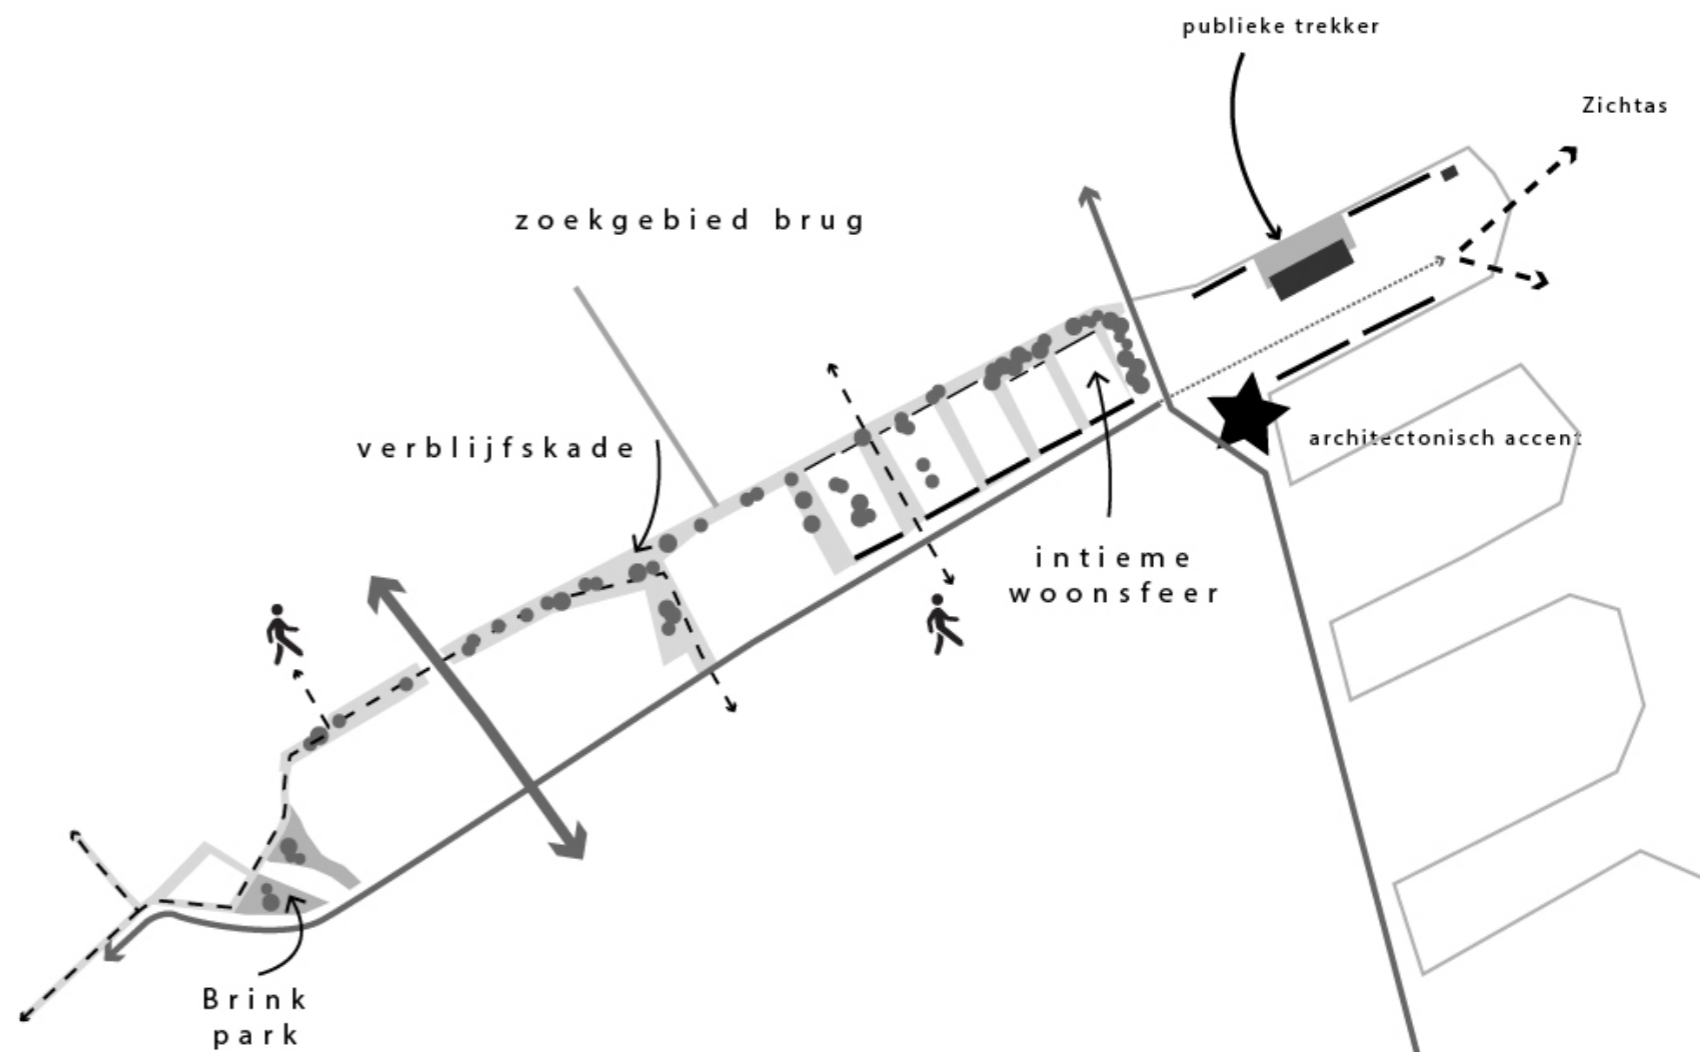 publieke trekker
Zichtas
zoekgebied brug
verblijfskade
architectonisch accent
intieme
woonsfeer
Brink
park